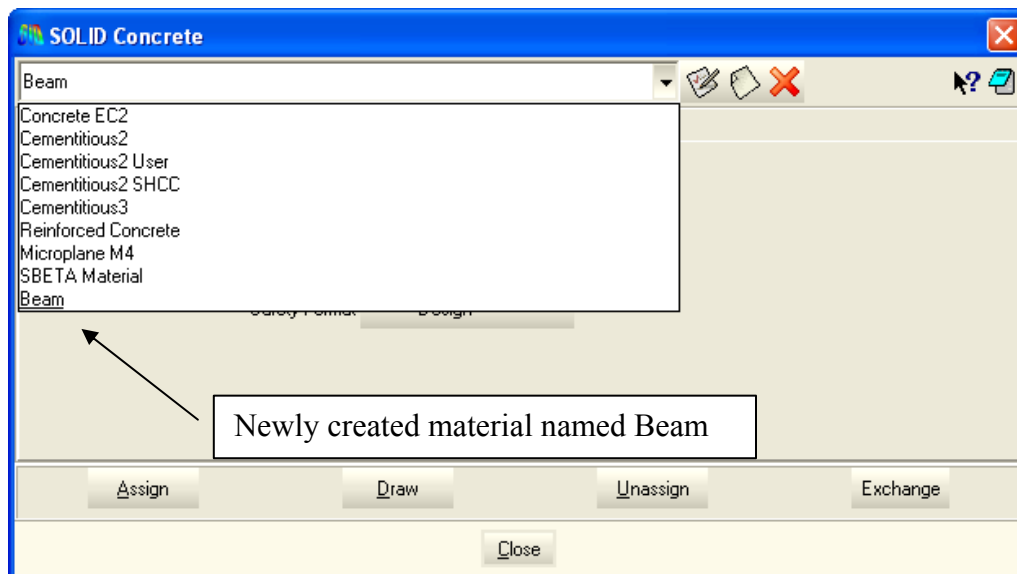 SOLID Concrete
Beam
Concrete EC2
Cementitious2
Cementitious2 User
Cementitious2 SHCC
Cementitious3
Reinforced Concrete
Microplane M4
SBETA Material
Beam
Newly created material named Beam
Assign Draw Unassign Exchange
Close